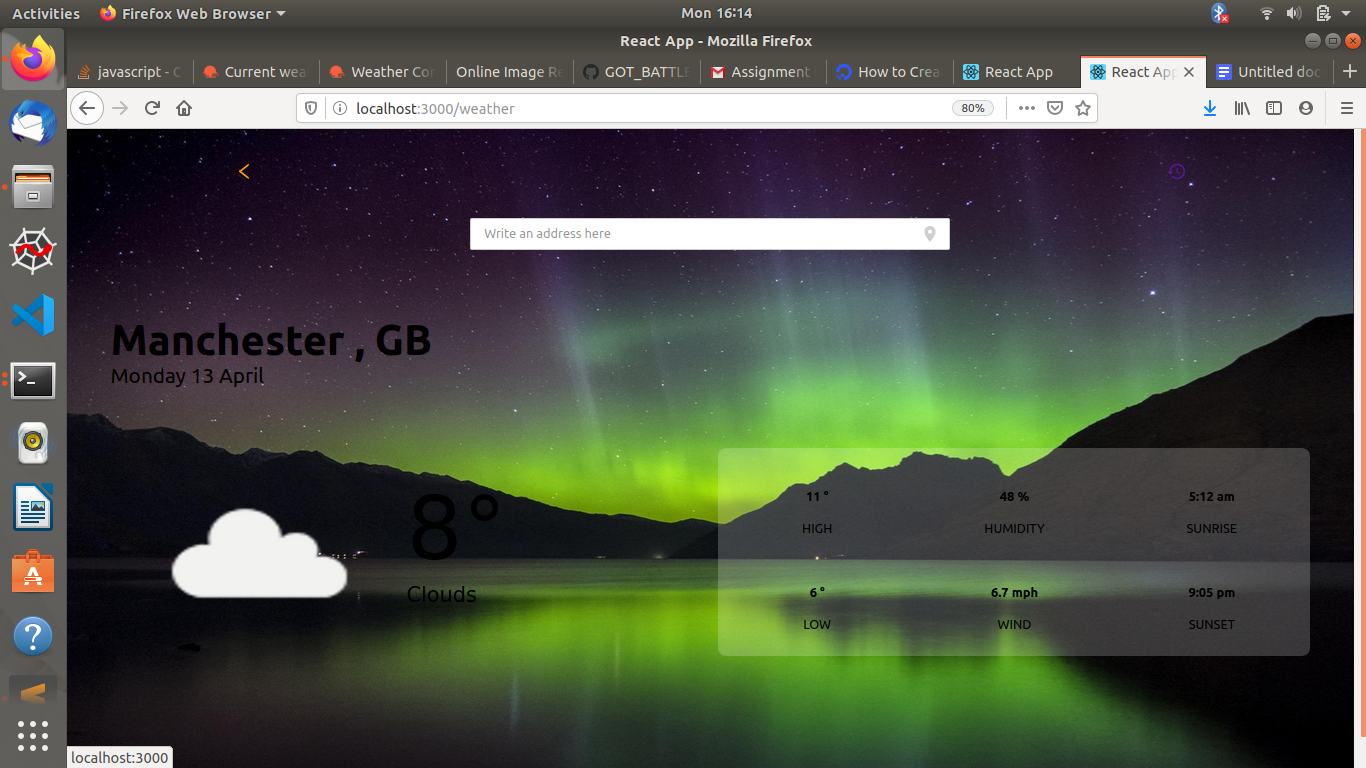 Activities Firefox Web Browser Mon 16:14
React App - Mozilla Firefox
javascript - Current wea Weather Cor Online Image Re GOT_BATTLE Assignment How to Crea React App React App Untitled doc
localhost:3000/weather 80%
Write an address here
Manchester , GB
Monday 13 April
8°
Clouds
11 ° 48 % 5:12 am
HIGH HUMIDITY SUNRISE
6 ° 6.7 mph 9:05 pm
LOW WIND SUNSET
localhost:3000